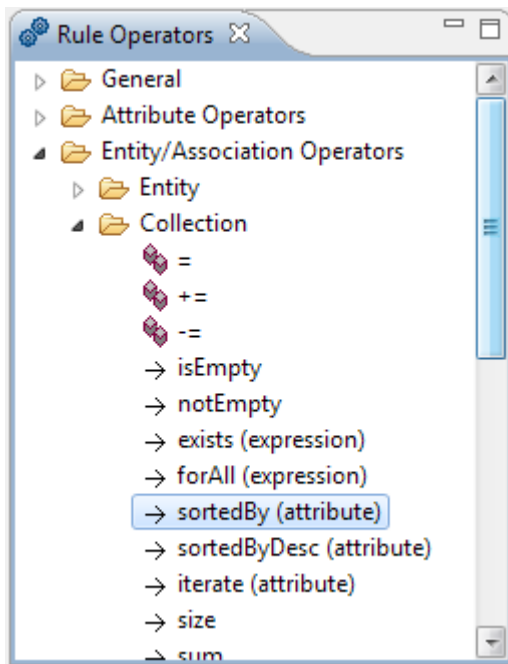 Rule Operators
General
Attribute Operators
Entity/Association Operators
Entity
Collection
=
+=
-=
isEmpty
notEmpty
exists (expression)
forAll (expression)
sortedBy (attribute)
sortedByDesc (attribute)
iterate (attribute)
size
sum